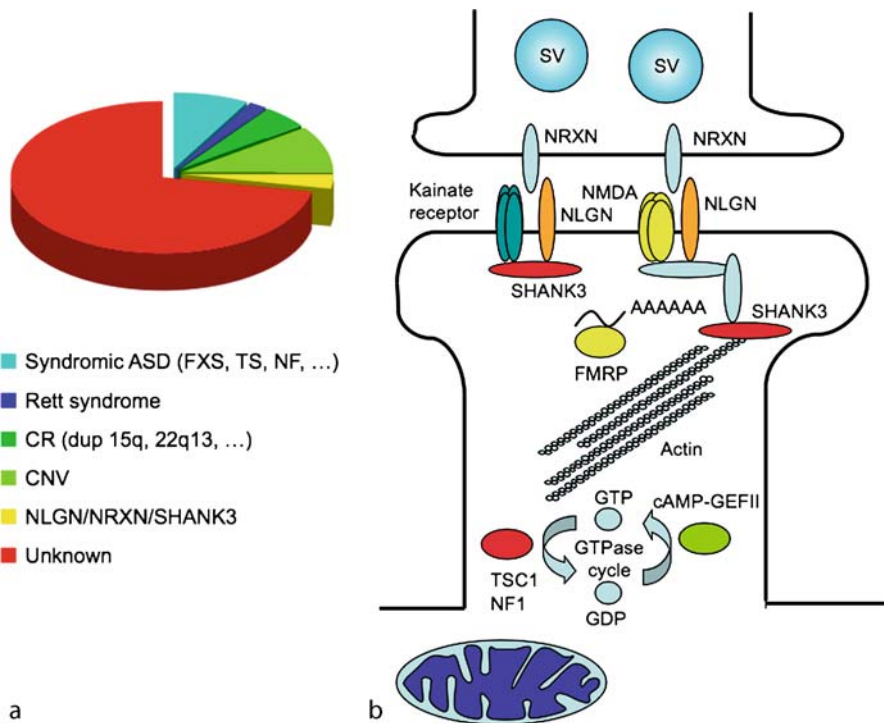 Syndromic ASD (FXS, TS, NF, …)
Rett syndrome
CR (dup 15q, 22q13, …)
CNV
NLGN/NRXN/SHANK3
Unknown
a
SV
SV
NRXN
NRXN
Kainate
receptor
NLGN
NMDA
NLGN
SHANK3
AAAAAA
SHANK3
FMRP
Actin
GTP
cAMP-GEFII
GTPase
cycle
TSC1
NF1
GDP
b